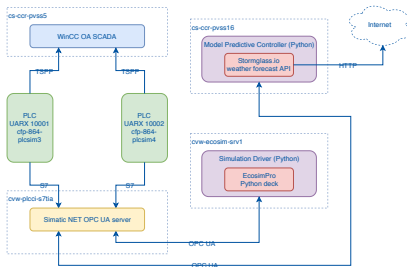 cs-ccr-pvss5
WinCC OA SCADA
TSPP
TSPP
PLC
UARX 10001
cfp-864-
plcsim3
PLC
UARX 10002
cfp-864-
plcsim4
S7
S7
cvw-plcci-s7tia
Simatic NET OPC UA server
cs-ccr-pvss16
Model Predictive Controller (Python)
Stormglass.io
weather forecast API
HTTP
Internet
cvw-ecosim-srv1
Simulation Driver (Python)
EcosimPro
Python deck
OPC UA
OPC UA